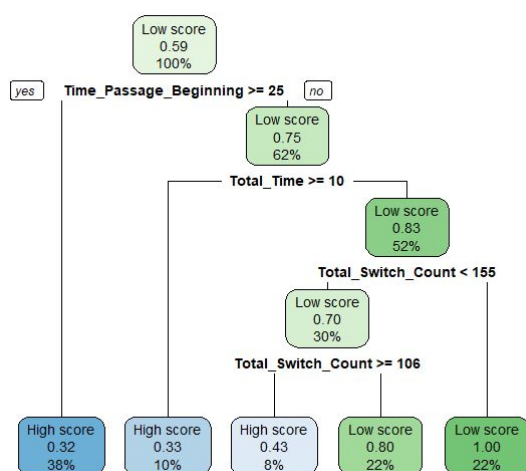 Low score
0.59
100%
yes
Time_Passage_Beginning >= 25
no
Low score
0.75
62%
Total_Time >= 10
Low score
0.83
52%
Total_Switch_Count < 155
Low score
0.70
30%
Total_Switch_Count >= 106
High score
0.32
38%
High score
0.33
10%
High score
0.43
8%
Low score
0.80
22%
Low score
1.00
22%